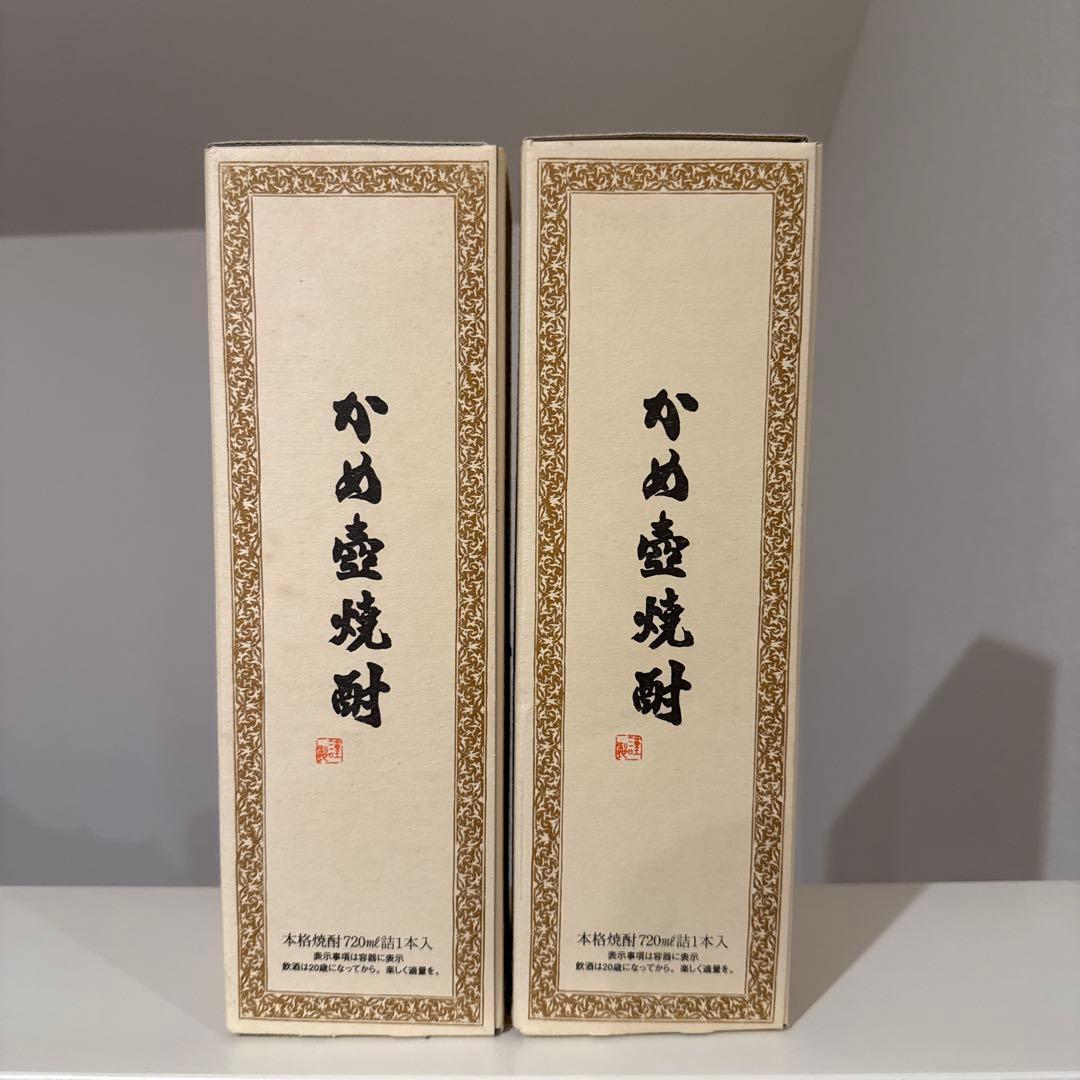 かめ壺焼酎
謹製
本格焼酎720㎖詰1本入
表示事項は容器に表示
飲酒は20歳になってから。楽しく適量を。
かめ壺焼酎
謹製
本格焼酎720㎖詰1本入
表示事項は容器に表示
飲酒は20歳になってから。楽しく適量を。